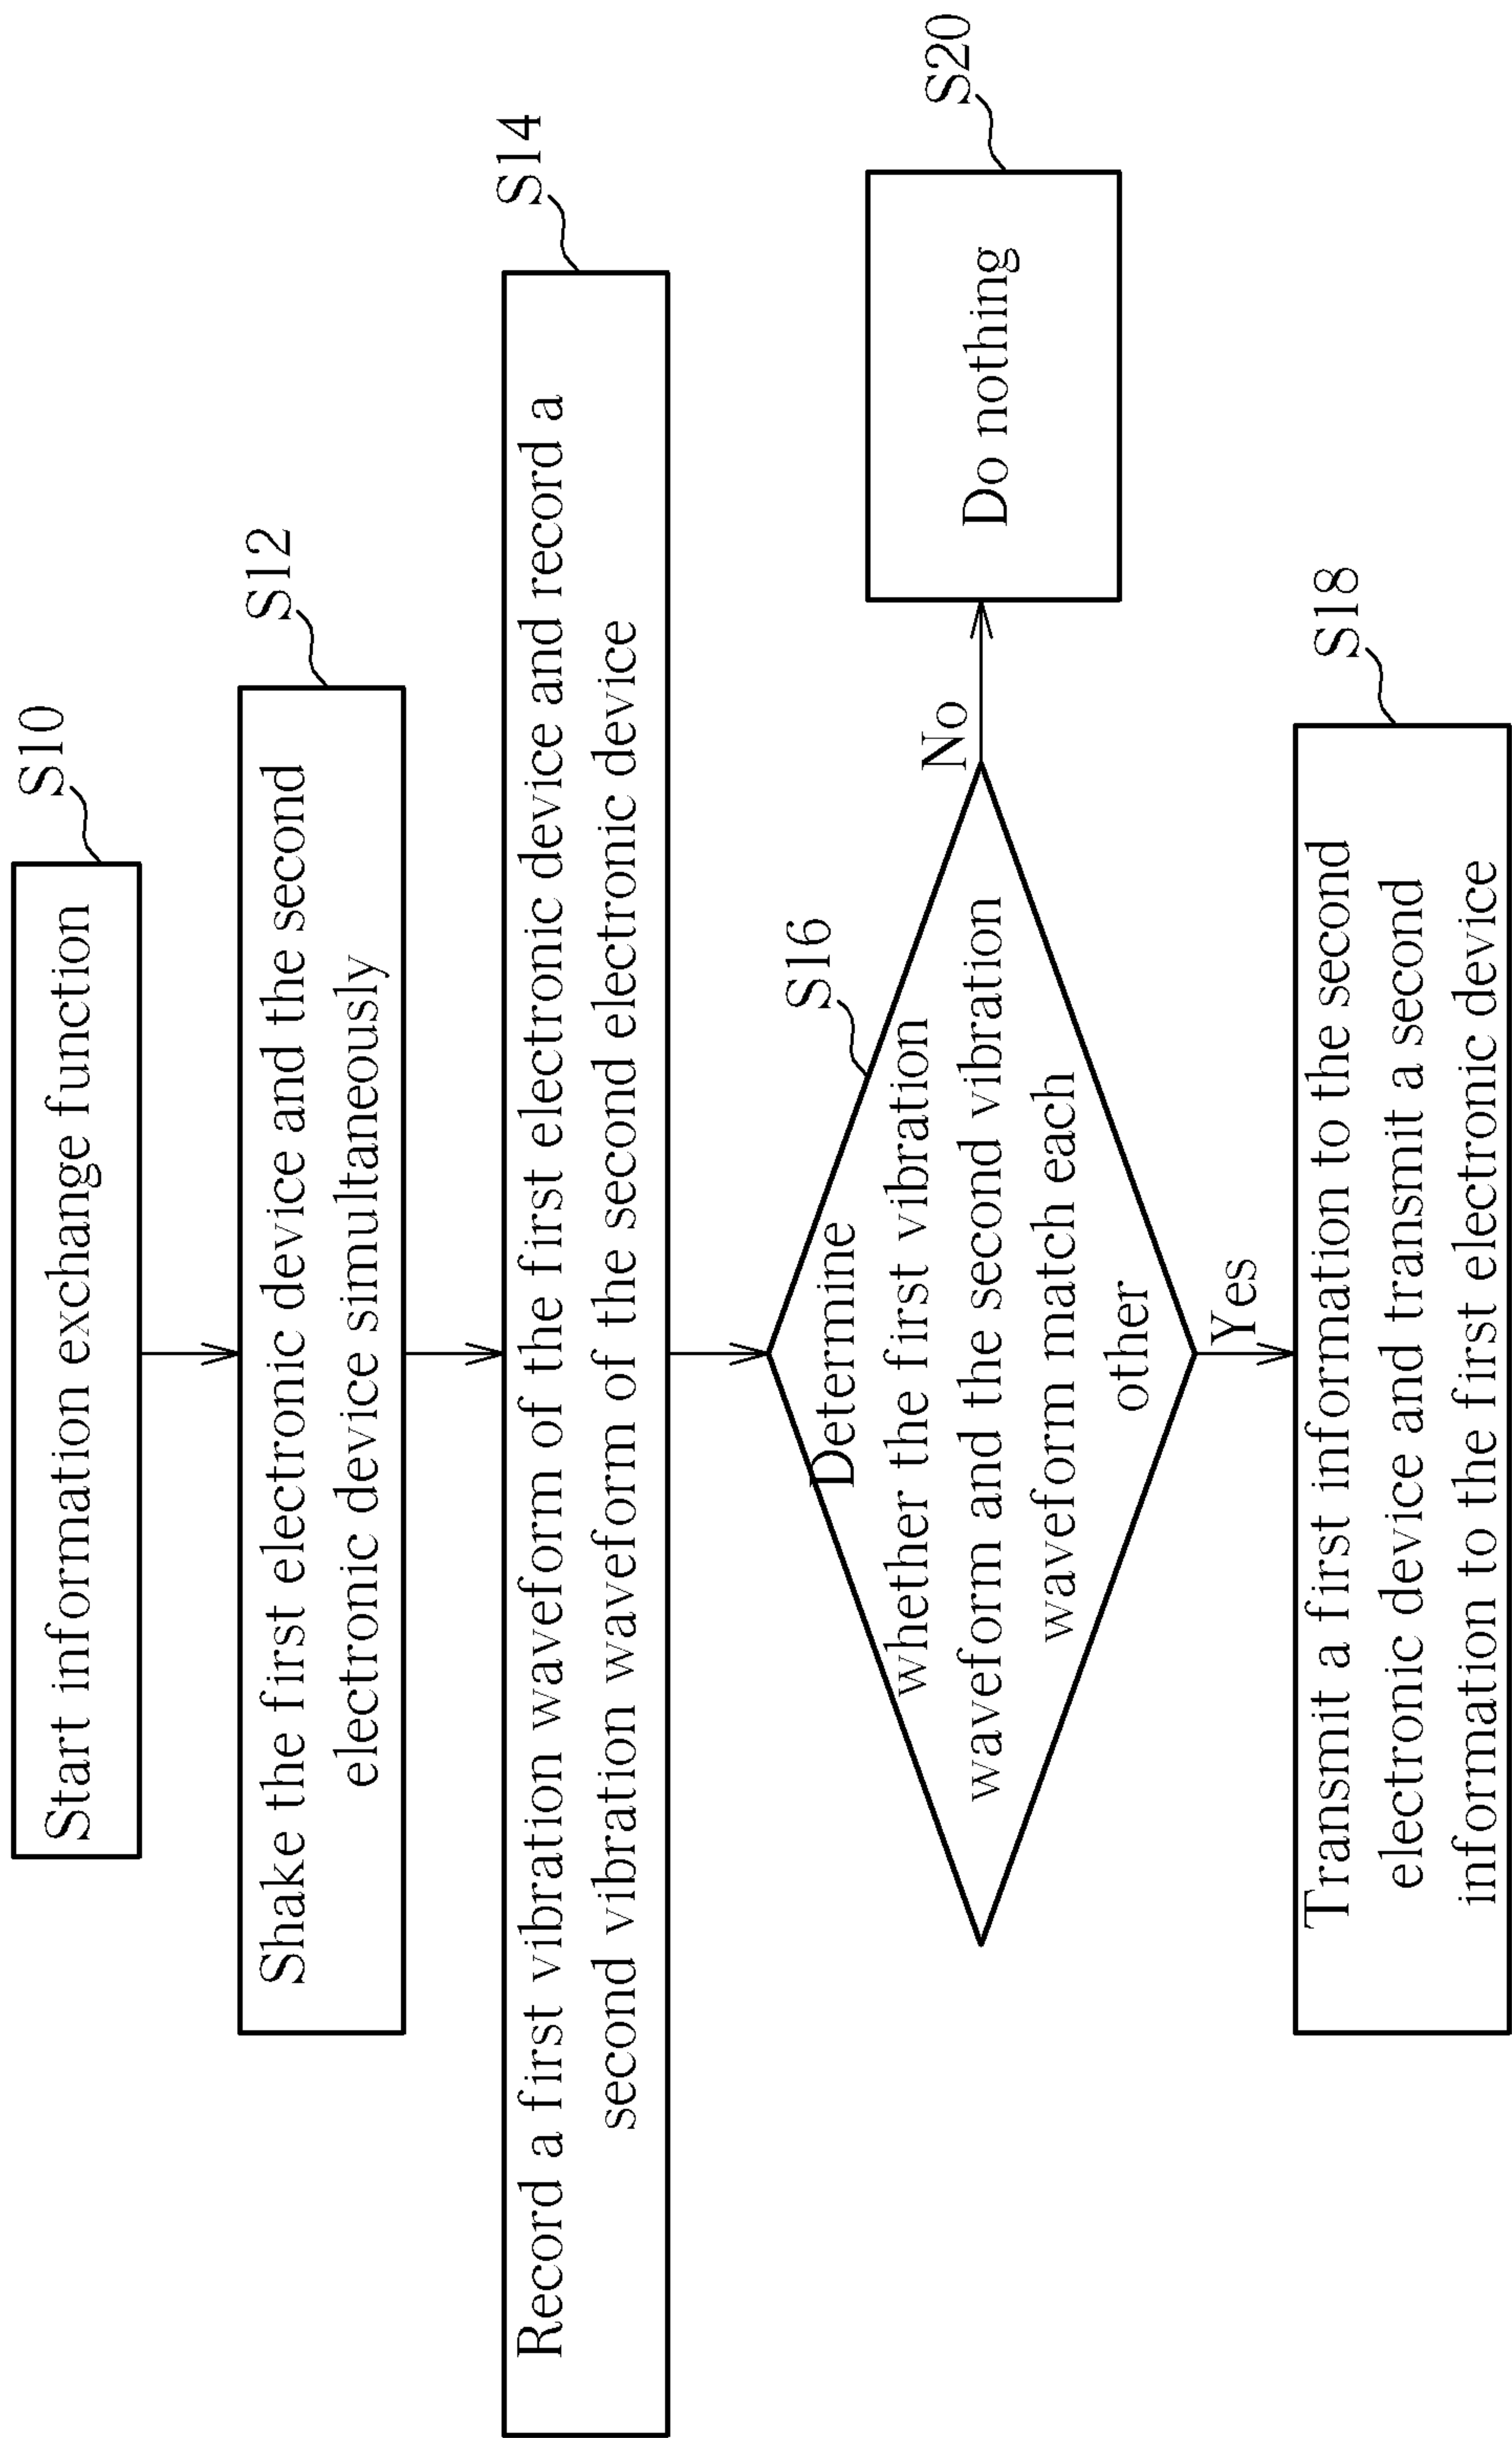 S10
Start information exchange function
S12
Shake the first electronic device and the second
electronic device simultaneously
S14
Record a first vibration waveform of the first electronic device and record a
second vibration waveform of the second electronic device
S16
Determine
whether the first vibration
waveform and the second vibration
waveform match each
other
No
S20
Do nothing
Yes
S18
Transmit a first information to the second
electronic device and transmit a second
information to the first electronic device